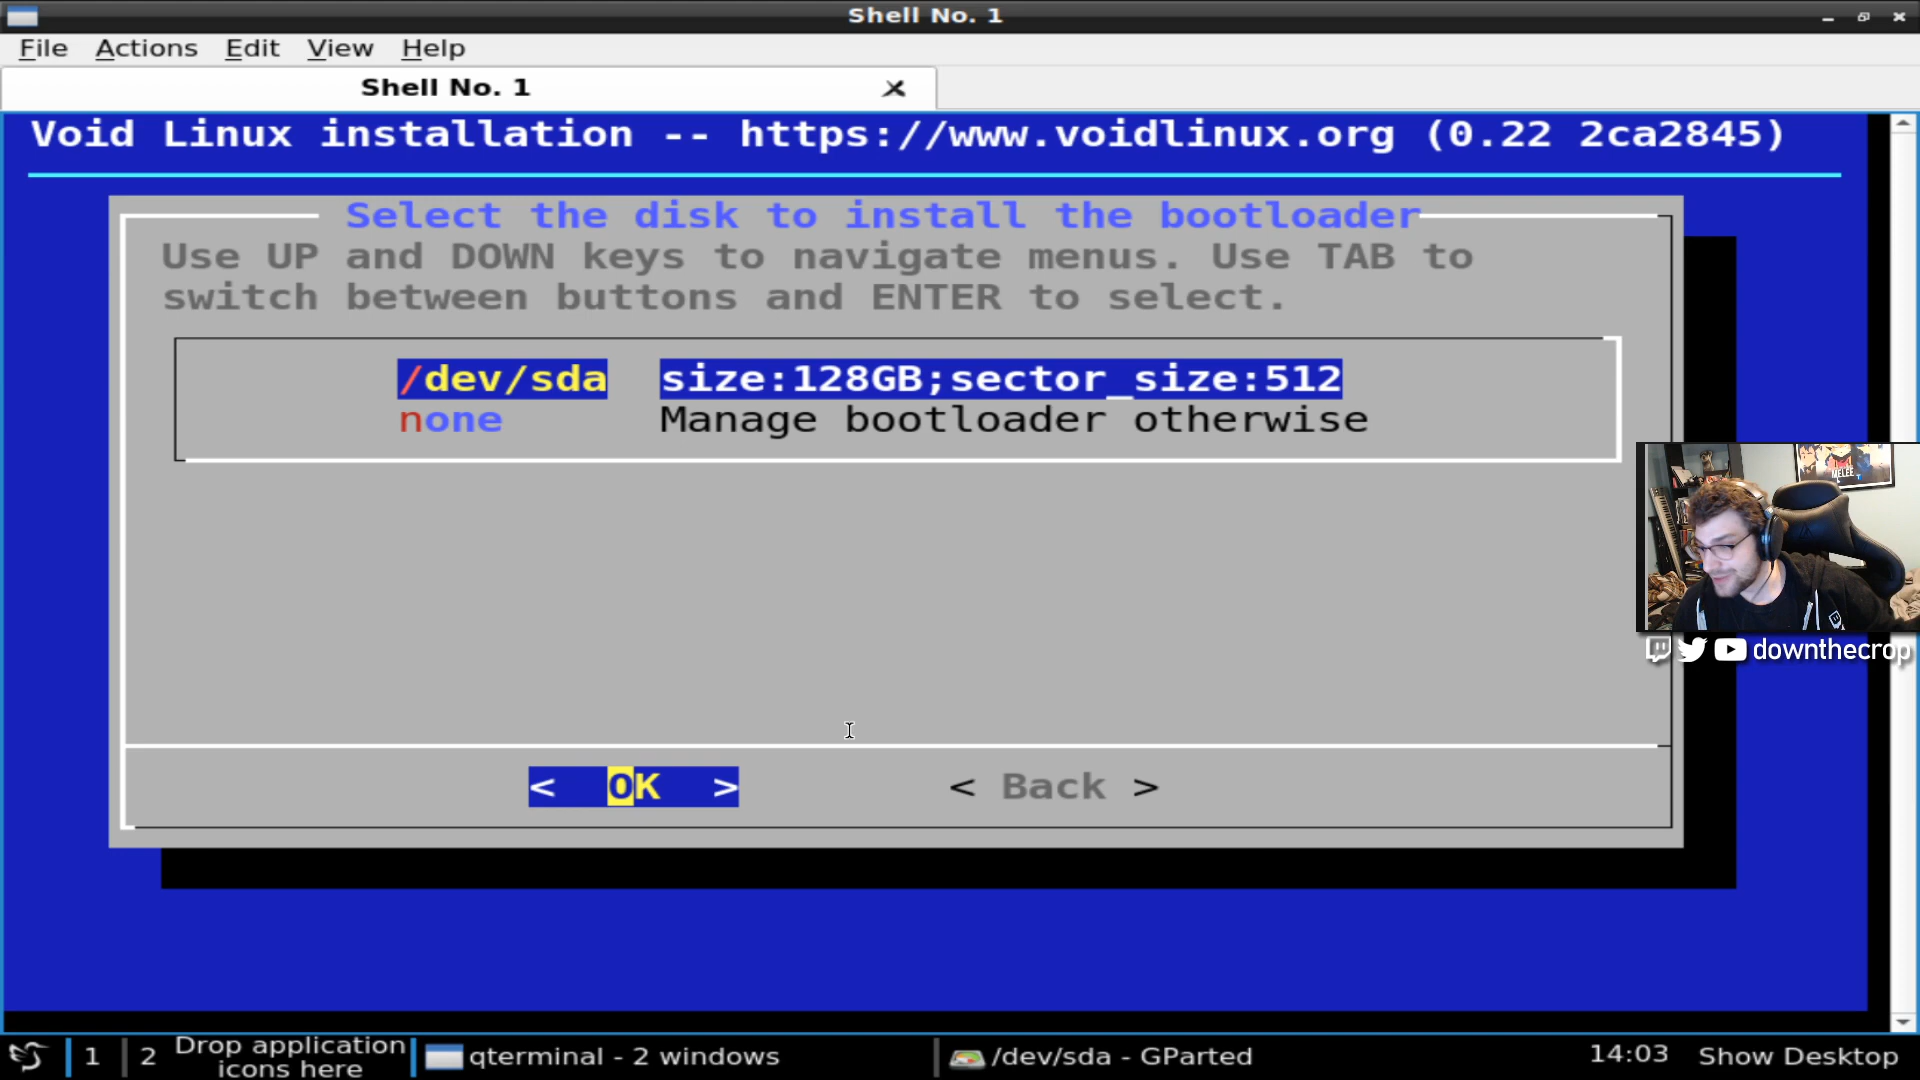 Shell No. 1
File Actions Edit View Help
Shell No. 1
Void Linux installation -- https://www.voidlinux.org (0.22 2ca2845)
Select the disk to install the bootloader
Use UP and DOWN keys to navigate menus. Use TAB to
switch between buttons and ENTER to select.
/dev/sda size:128GB;sector_size:512
none Manage bootloader otherwise
MELEE
< OK > < Back >
downthecrop
1 2 Drop application
icons here
qterminal - 2 windows
/dev/sda - GParted
14:03 Show Desktop